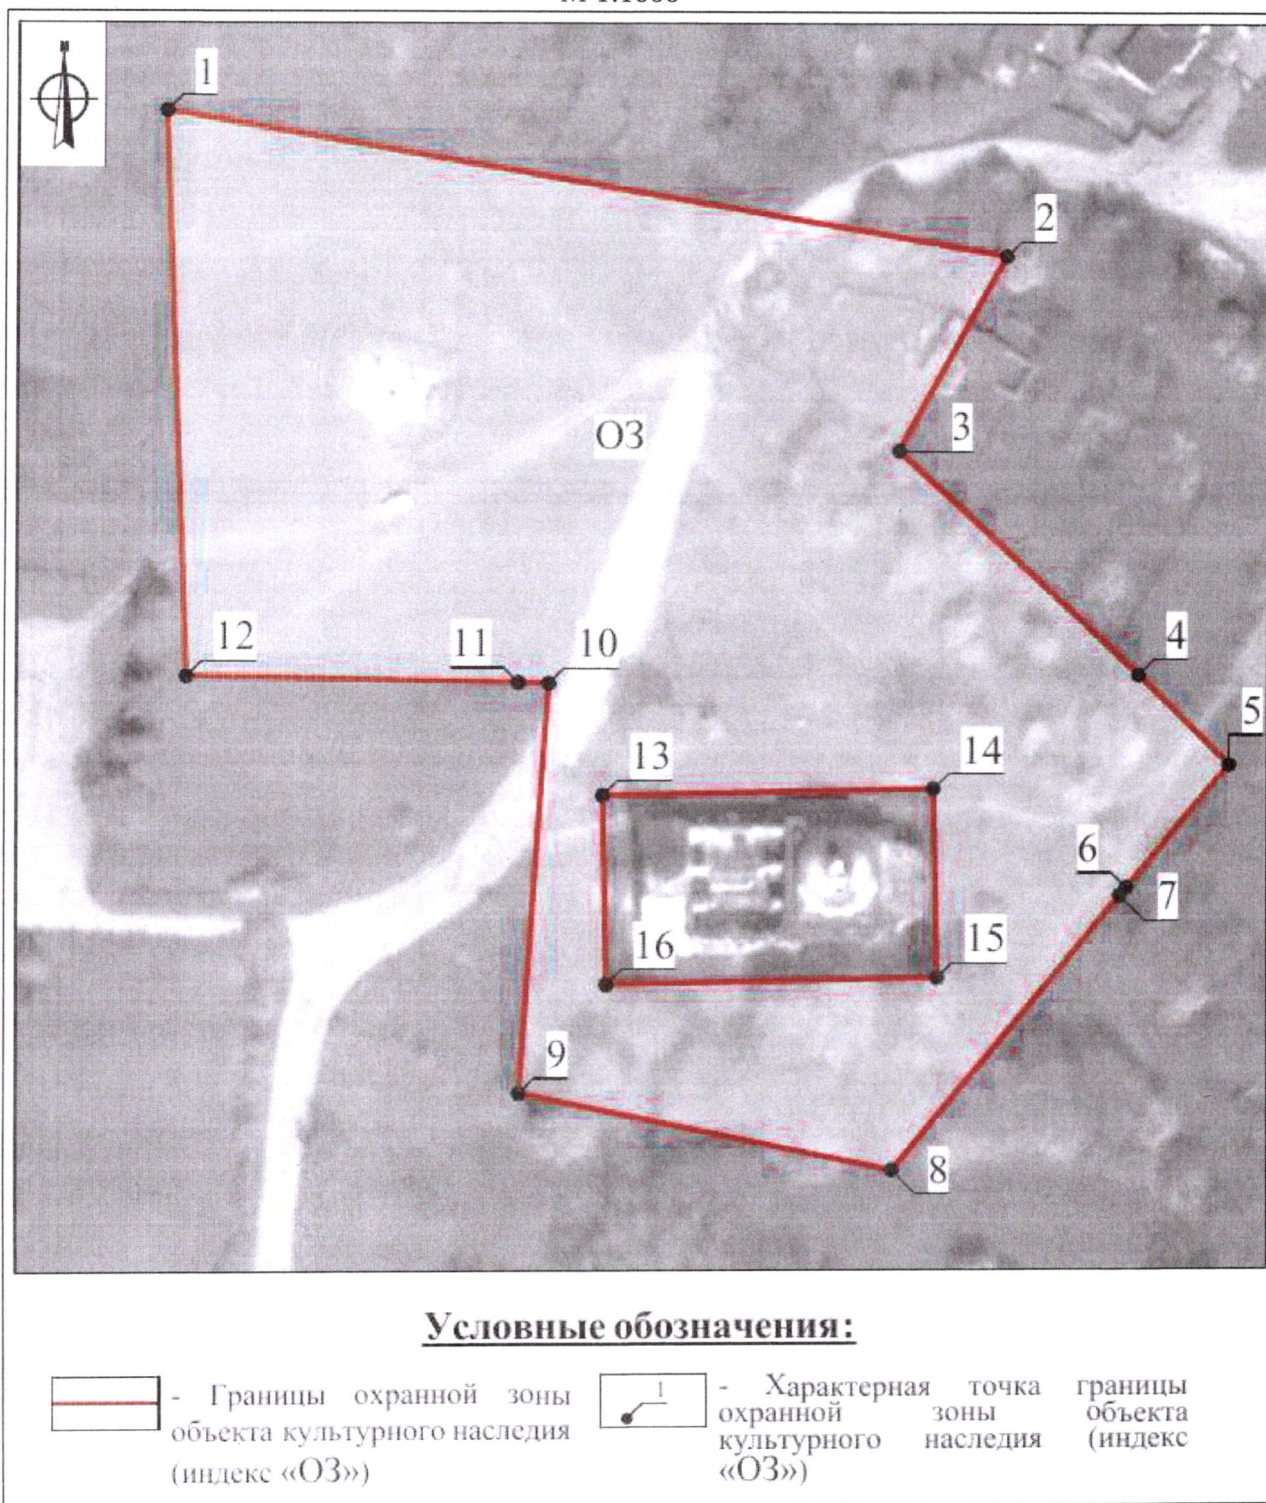 1
2
3
ОЗ
4
12
11
10
5
13
14
6
7
16
15
9
8
Условные обозначения:
- Границы охранной зоны
объекта культурного наследия
(индекс «ОЗ»)
1
- Характерная точка границы
охранной зоны объекта
культурного наследия (индекс
«ОЗ»)